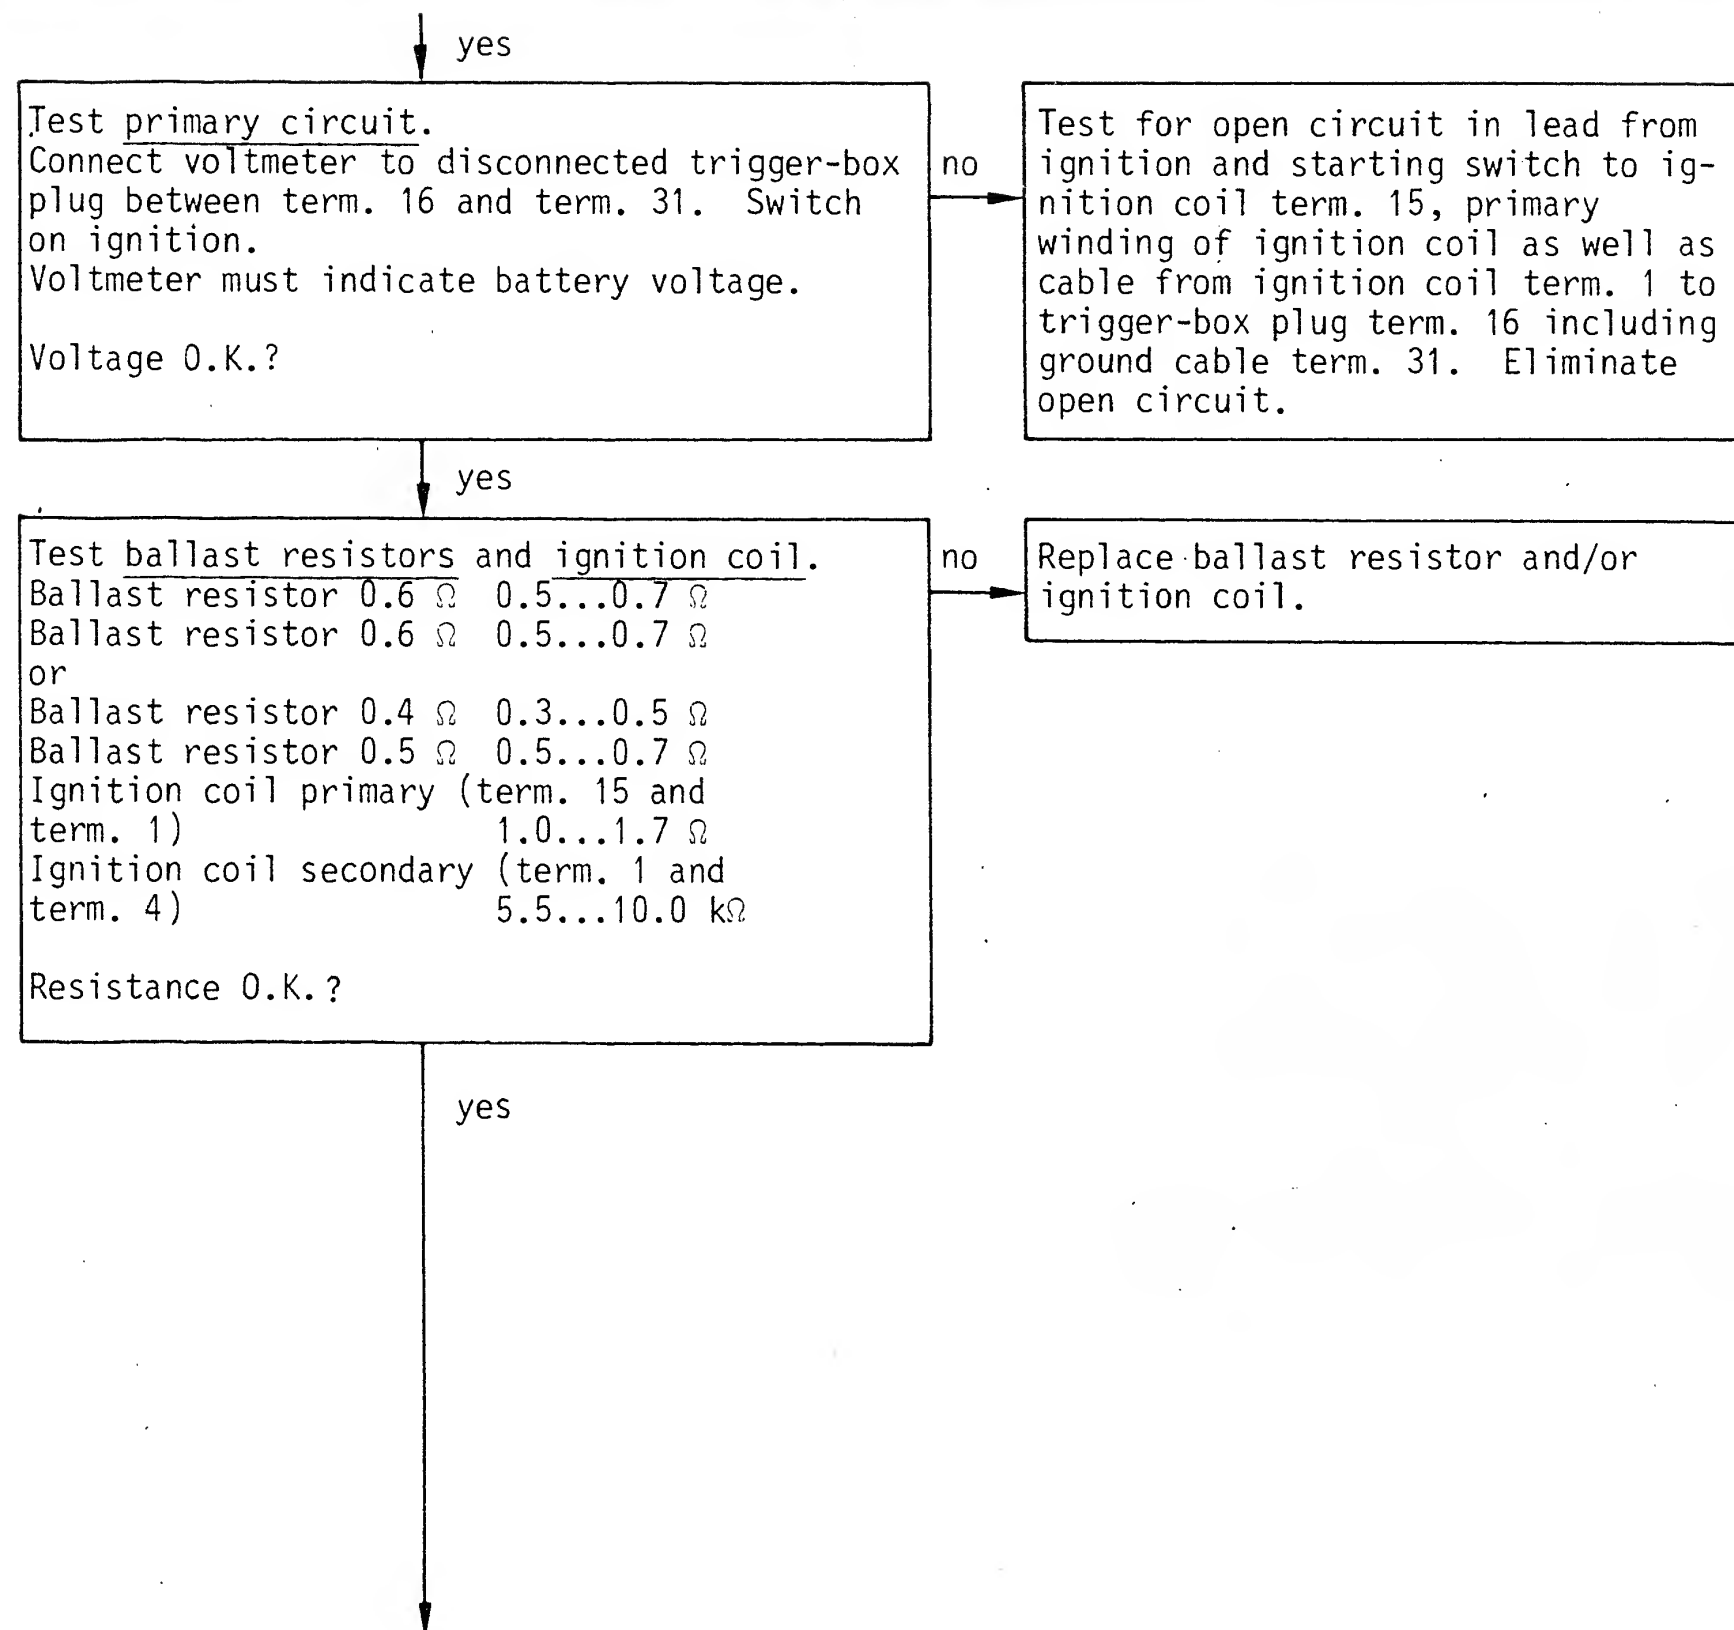 yes
Test primary circuit.
Connect voltmeter to disconnected trigger-box
plug between term. 16 and term. 31. Switch
on ignition.
Voltmeter must indicate battery voltage.
Voltage O.K.?
no
Test for open circuit in lead from
ignition and starting switch to ig-
nition coil term. 15, primary
winding of ignition coil as well as
cable from ignition coil term. 1 to
trigger-box plug term. 16 including
ground cable term. 31. Eliminate
open circuit.
yes
Test ballast resistors and ignition coil.
Ballast resistor 0.6 Ω 0.5...0.7 Ω
Ballast resistor 0.6 Ω 0.5...0.7 Ω
or
Ballast resistor 0.4 Ω 0.3...0.5 Ω
Ballast resistor 0.5 Ω 0.5...0.7 Ω
Ignition coil primary (term. 15 and
term. 1) 1.0...1.7 Ω
Ignition coil secondary (term. 1 and
term. 4) 5.5...10.0 kΩ
Resistance O.K.?
no
Replace ballast resistor and/or
ignition coil.
yes